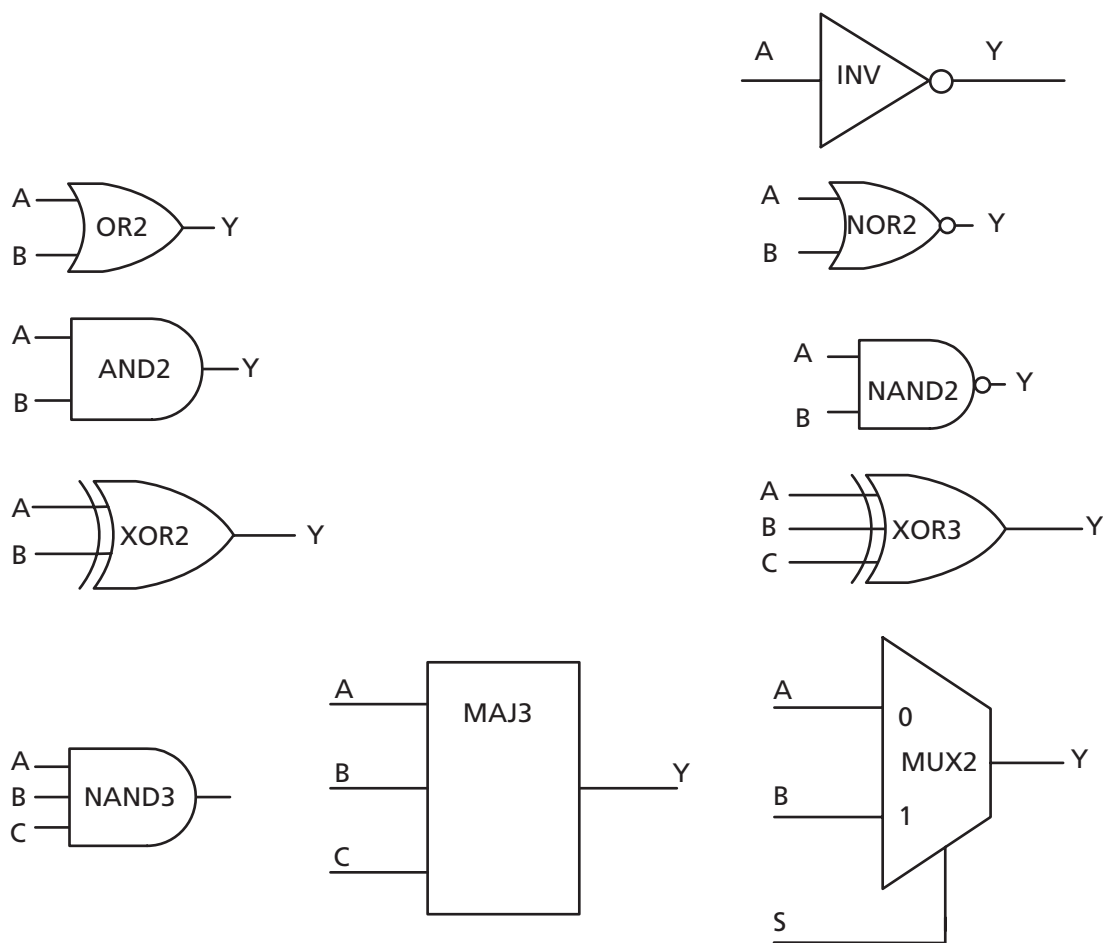 A INV Y
A
B OR2 Y
A
B NOR2 Y
A
B AND2 Y
A
B NAND2 Y
A
B XOR2 Y
A
B XOR3 Y
C
A
B NAND3
C
A MAJ3
B Y
C
A 0
MUX2 Y
B 1
S